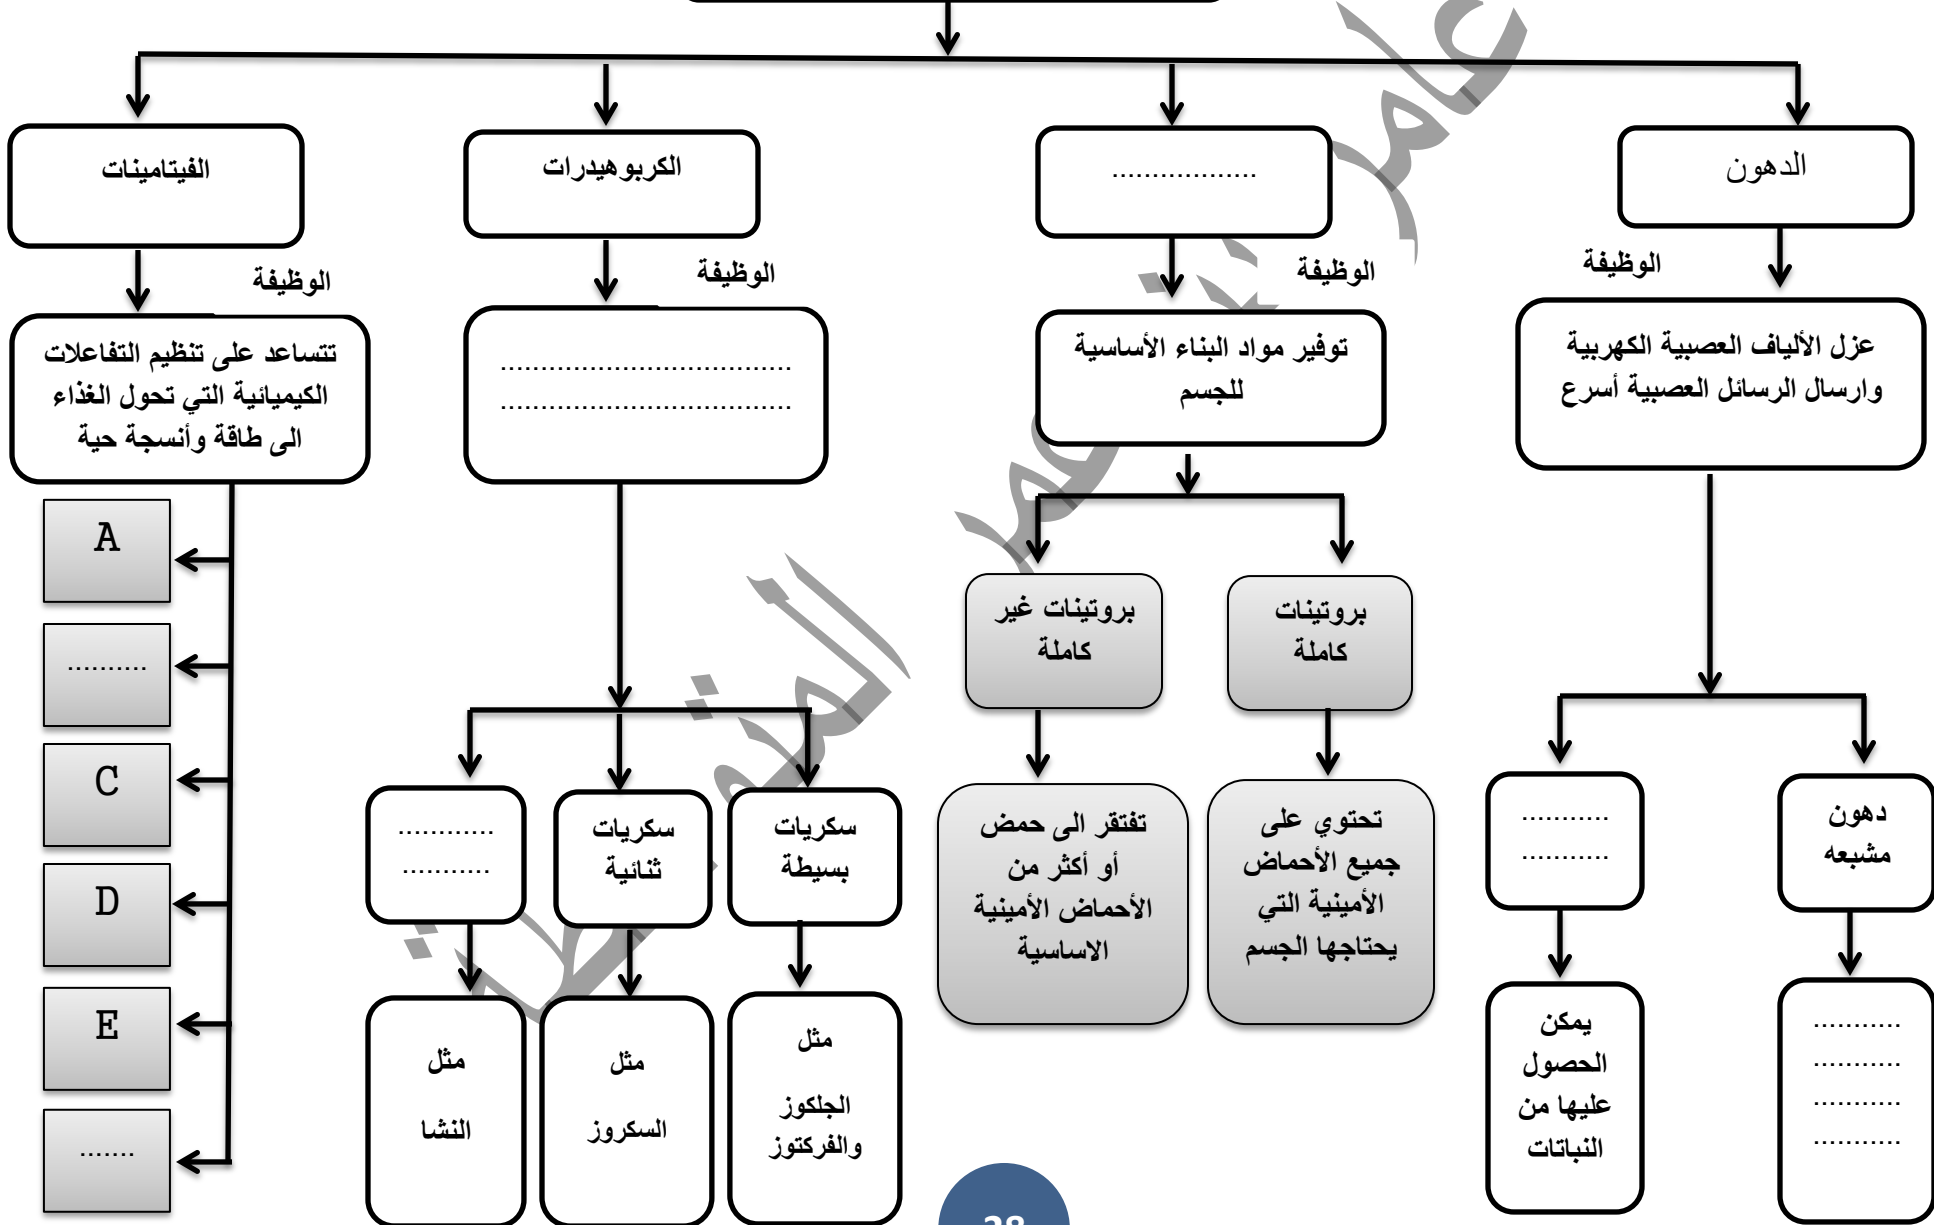 الدهون
.................
الكربوهيدرات
الفيتامينات
الوظيفة
الوظيفة
الوظيفة
الوظيفة
عزل الألياف العصبية الكهربية
وارسال الرسائل العصبية أسرع
توفير مواد البناء الأساسية
للجسم
....................................
....................................
تتساعد على تنظيم التفاعلات
الكيميائية التي تحول الغذاء
الى طاقة وأنسجة حية
دهون
مشبعه
...........
...........
...........
...........
...........
...........
يمكن
الحصول
عليها من
النباتات
بروتينات
كاملة
تحتوي على
جميع الأحماض
الأمينية التي
يحتاجها الجسم
بروتينات غير
كاملة
تفتقر الى حمض
أو أكثر من
الأحماض الأمينية
الاساسية
سكريات
بسيطة
مثل
الجلكوز
والفركتوز
سكريات
ثنائية
مثل
السكروز
............
...........
مثل
النشا
A
..........
C
D
E
.......
28